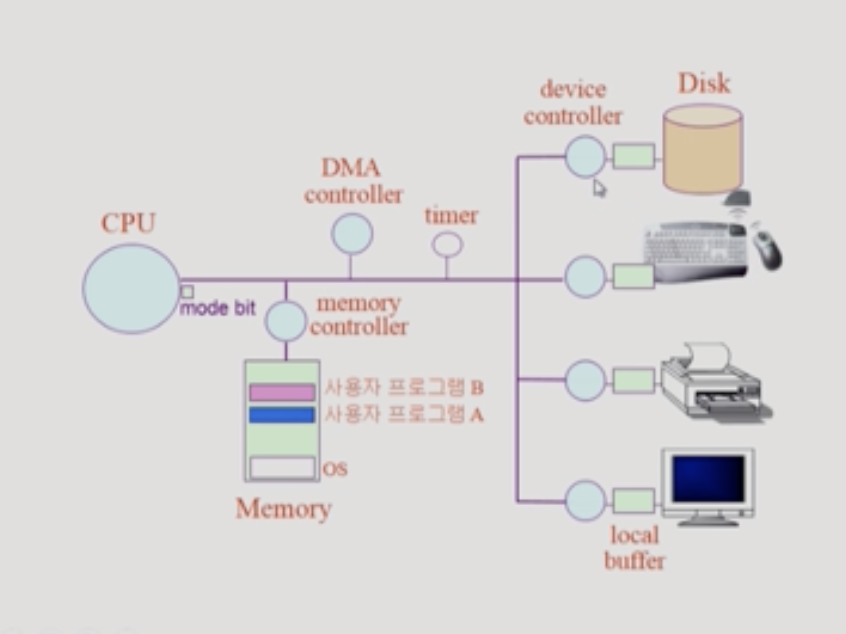 Disk
device
controller
DMA
controller
timer
CPU
mode bit
memory
controller
사용자 프로그램 B
사용자 프로그램 A
OS
Memory
local
buffer